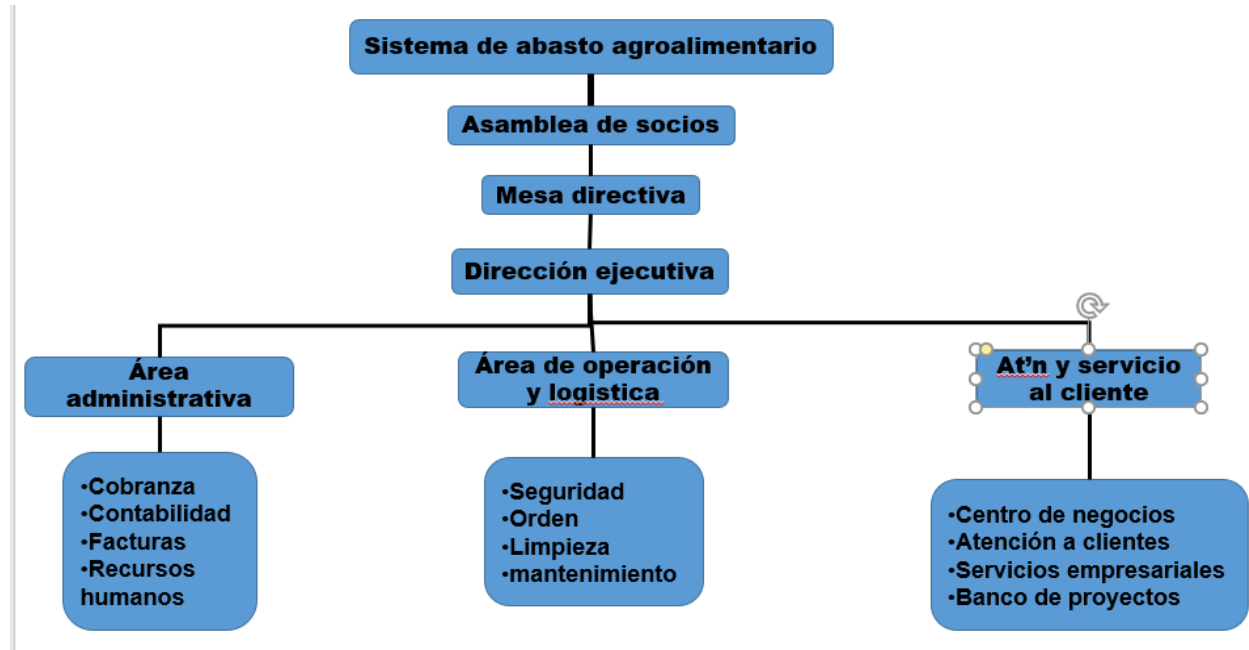 Sistema de abasto agroalimentario
Asamblea de socios
Mesa directiva
Dirección ejecutiva
Área
administrativa
Área de operación
y logistica
At’n y servicio
al cliente
•Cobranza
•Contabilidad
•Facturas
•Recursos
humanos
•Seguridad
•Orden
•Limpieza
•mantenimiento
•Centro de negocios
•Atención a clientes
•Servicios empresariales
•Banco de proyectos